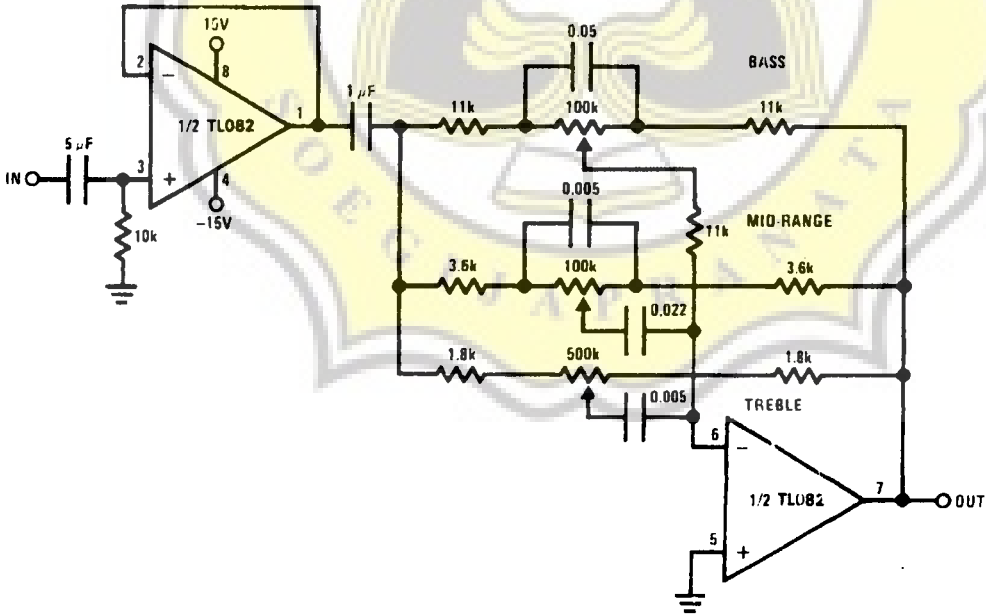 15V
0.05
BASS
2
−
8
1 µF
11k
100k
11k
1/2 TL082
1
5 µF
IN
3
+
4
−15V
10k
0.005
11k
MID-RANGE
3.6k
100k
3.6k
0.022
1.8k
500k
1.8k
0.005
TREBLE
6
−
1/2 TL082
7
OUT
5
+
SOEGIJAPRANATA